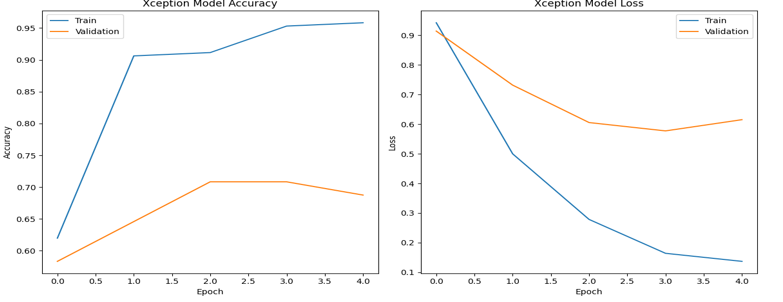 Xception Model Accuracy
Train
Validation
0.95
0.90
0.85
0.80
0.75
0.70
0.65
0.60
Accuracy
0.0 0.5 1.0 1.5 2.0 2.5 3.0 3.5 4.0
Epoch
Xception Model Loss
Train
Validation
0.9
0.8
0.7
0.6
0.5
0.4
0.3
0.2
0.1
Loss
0.0 0.5 1.0 1.5 2.0 2.5 3.0 3.5 4.0
Epoch